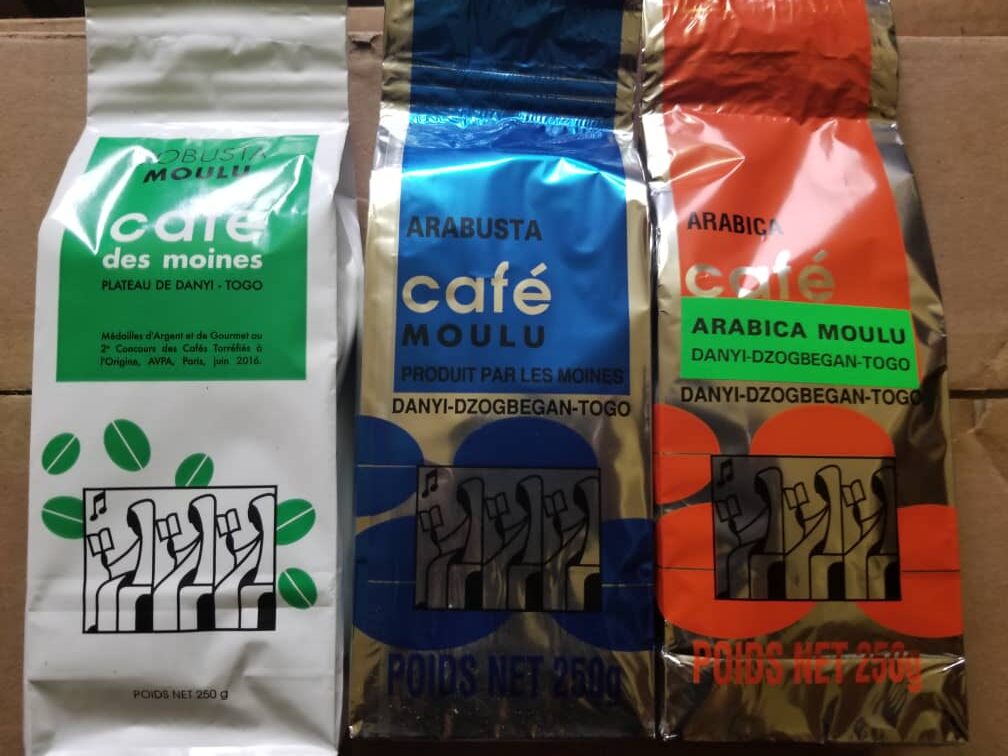 ROBUSTA
MOULU
café
des moines
PLATEAU DE DANYI - TOGO
Médailles d'Argent et de Gourmet au
2e Concours des Cafés Torréfiés à
l'Origine, AVPA, Paris, juin 2016.
POIDS NET 250 g
ARABUSTA
café
MOULU
PRODUIT PAR LES MOINES
DANYI-DZOGBEGAN-TOGO
POIDS NET 250g
ARABICA
café
ARABICA MOULU
DANYI-DZOGBEGAN-TOGO
DANYI-DZOGBEGAN-TOGO
POIDS NET 250g